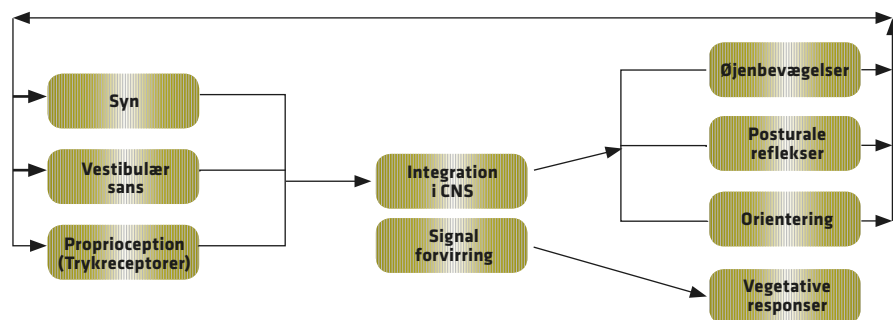 Syn
Vestibulær
sans
Proprioception
(Trykreceptorer)
Integration
i CNS
Signal
forvirring
Øjenbevægelser
Posturale
reflekser
Orientering
Vegetative
responser